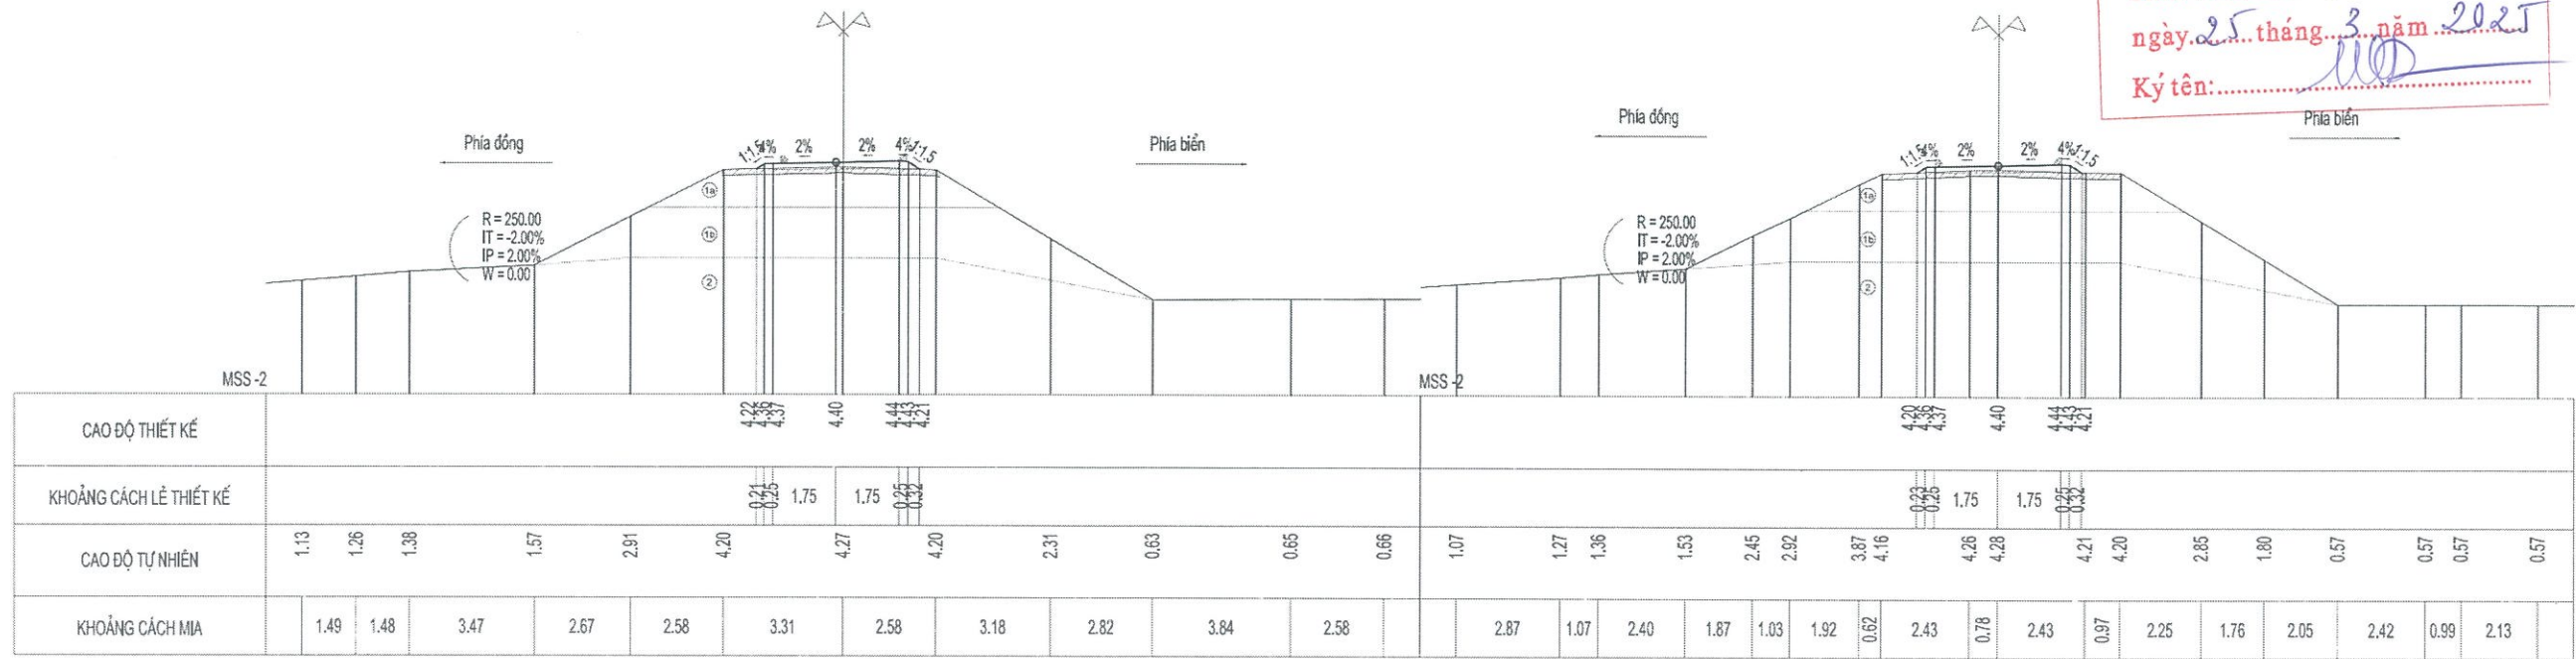 ngày 25 tháng 3 năm 2025
Ký tên:
Phía đồng
Phía biển
1:1.5 4% 2% 2% 4% 1:1.5
1a
1b
2
R = 250.00
IT = -2.00%
IP = 2.00%
W = 0.00
MSS -2
Phía đồng
Phía biển
1:1.5 4% 2% 2% 4% 1:1.5
1a
1b
2
R = 250.00
IT = -2.00%
IP = 2.00%
W = 0.00
MSS -2
CAO ĐỘ THIẾT KẾ
4.22 4.36 4.37 4.40 4.44 4.43 4.21
4.20 4.36 4.37 4.40 4.44 4.43 4.21
KHOẢNG CÁCH LẺ THIẾT KẾ
0.21 0.25 1.75 1.75 0.25 0.32
0.23 0.25 1.75 1.75 0.25 0.32
CAO ĐỘ TỰ NHIÊN
1.13 1.26 1.38 1.57 2.91 4.20 4.27 4.20 2.31 0.63 0.65 0.66
1.07 1.27 1.36 1.53 2.45 2.92 3.87 4.16 4.26 4.28 4.21 4.20 2.85 1.80 0.57 0.57 0.57 0.57
KHOẢNG CÁCH MIA
1.49 1.48 3.47 2.67 2.58 3.31 2.58 3.18 2.82 3.84 2.58
2.87 1.07 2.40 1.87 1.03 1.92 0.62 2.43 0.78 2.43 0.97 2.25 1.76 2.05 2.42 0.99 2.13